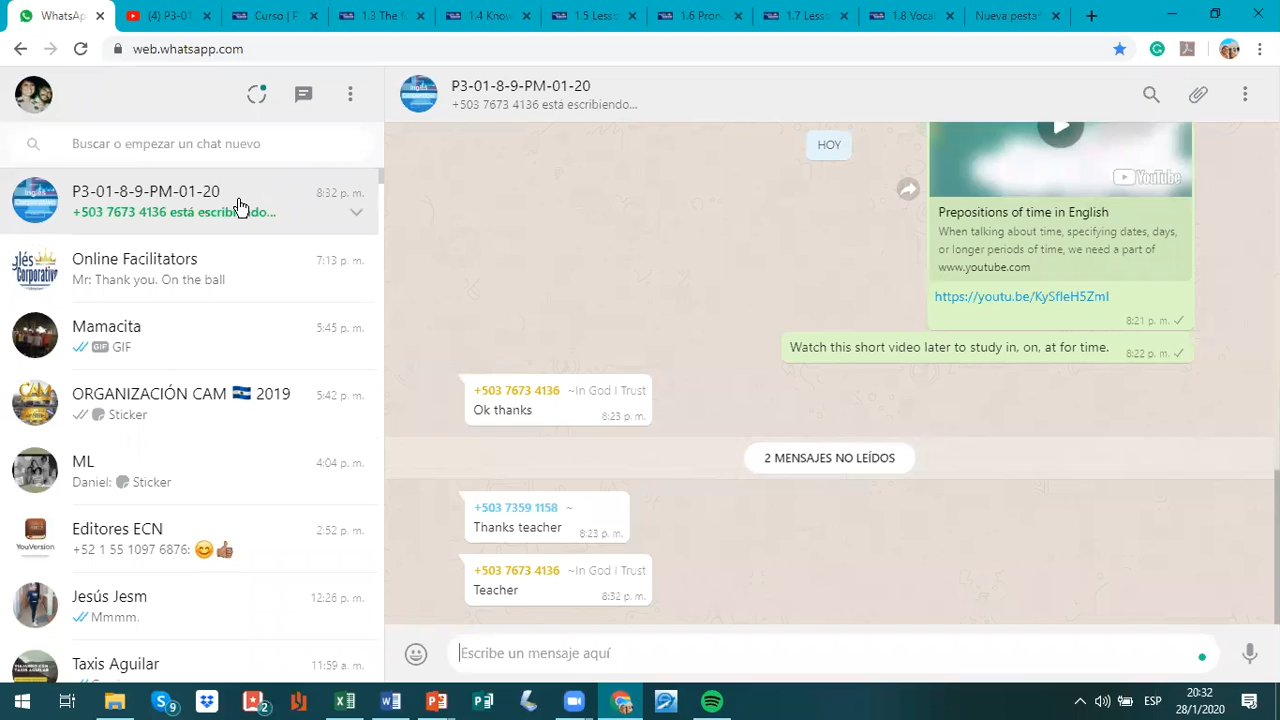 WhatsA
(4) P3-01
Curso | F
1.3 The f
1.4 Know
1.5 Lesso
1.6 Pron
1.7 Less
1.8 Vocal
Nueva pestañ
web.whatsapp.com
Buscar o empezar un chat nuevo
P3-01-8-9-PM-01-20
8:32 p. m.
+503 7673 4136 está escribiendo...
Online Facilitators
7:13 p. m.
Mr: Thank you. On the ball
Mamacita
5:45 p. m.
GIF GIF
ORGANIZACIÓN CAM 🇸🇻 2019
5:42 p. m.
Sticker
ML
4:04 p. m.
Daniel: Sticker
Editores ECN
2:52 p. m.
+52 1 55 1097 6876: 😊👍
Jesús Jesm
12:26 p. m.
Mmmm.
Taxis Aguilar
11:59 a. m.
P3-01-8-9-PM-01-20
+503 7673 4136 está escribiendo...
HOY
YouTube
Prepositions of time in English
When talking about time, specifying dates, days,
or longer periods of time, we need a part of
www.youtube.com
https://youtu.be/KySfIeH5ZmI
8:21 p. m.
Watch this short video later to study in, on, at for time.
8:22 p. m.
+503 7673 4136 ~In God I Trust
Ok thanks
8:23 p. m.
2 MENSAJES NO LEÍDOS
+503 7359 1158 ~
Thanks teacher
8:23 p. m.
+503 7673 4136 ~In God I Trust
Teacher
8:32 p. m.
Escribe un mensaje aquí
9
2
ESP
20:32
28/1/2020